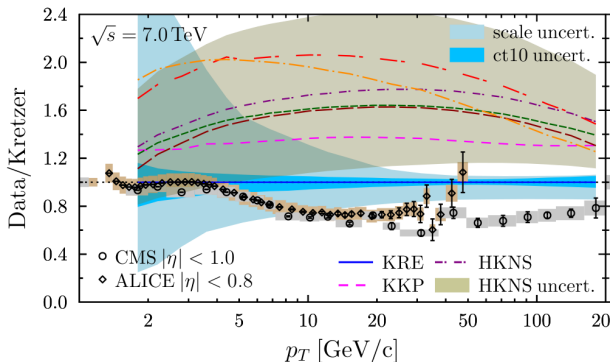 √s = 7.0 TeV
scale uncert.
ct10 uncert.
Data/Kretzer
2.4
2.0
1.6
1.2
0.8
0.4
0.0
CMS |η| < 1.0
ALICE |η| < 0.8
KRE
HKNS
KKP
HKNS uncert.
2 5 10 20 50 100 200
p_T [GeV/c]